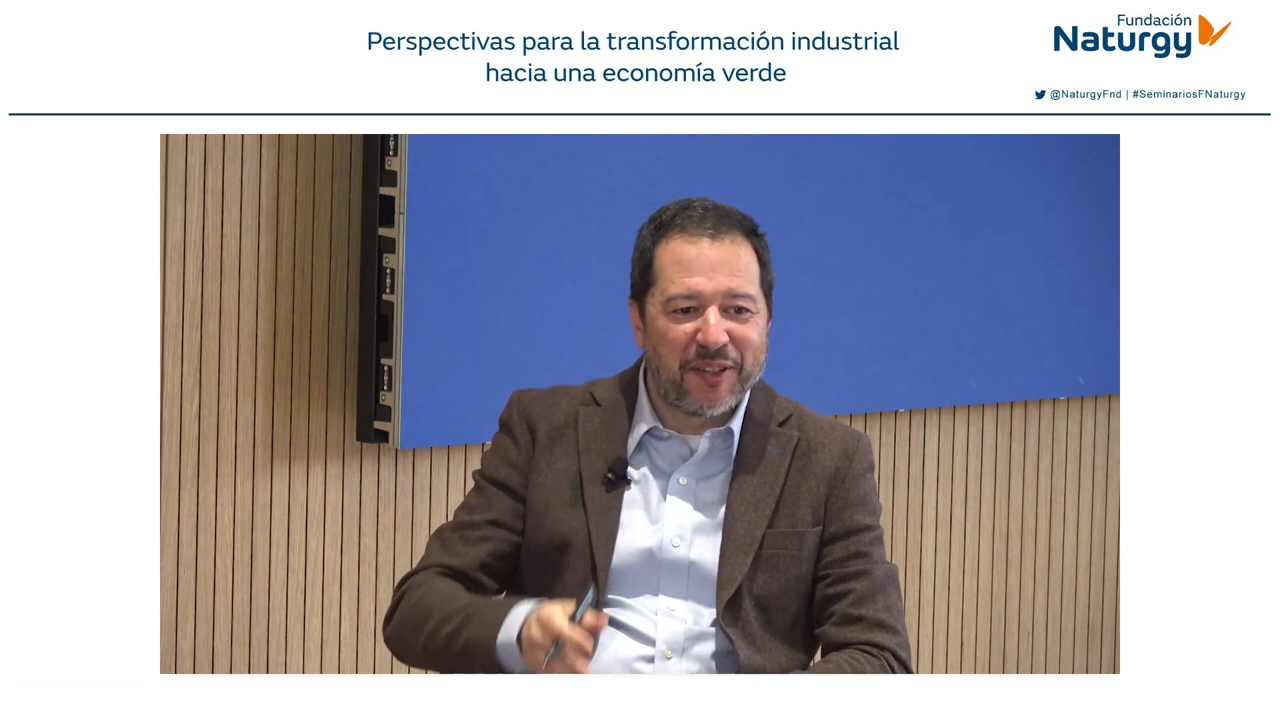 Perspectivas para la transformación industrial
hacia una economía verde
Fundación
Naturgy
@NaturgyFnd | #SeminariosFNaturgy